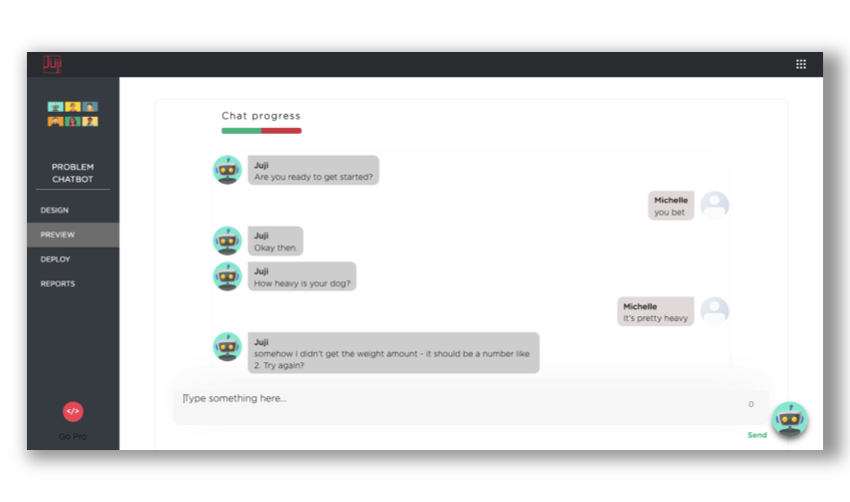 Juji
PROBLEM
CHATBOT
DESIGN
PREVIEW
DEPLOY
REPORTS
</>
Go Pro
Chat progress
Juji
Are you ready to get started?
Michelle
you bet
Juji
Okay then.
Juji
How heavy is your dog?
Michelle
it's pretty heavy
Juji
somehow I didn't get the weight amount - it should be a number like
2. Try again?
Type something here...
0
Send